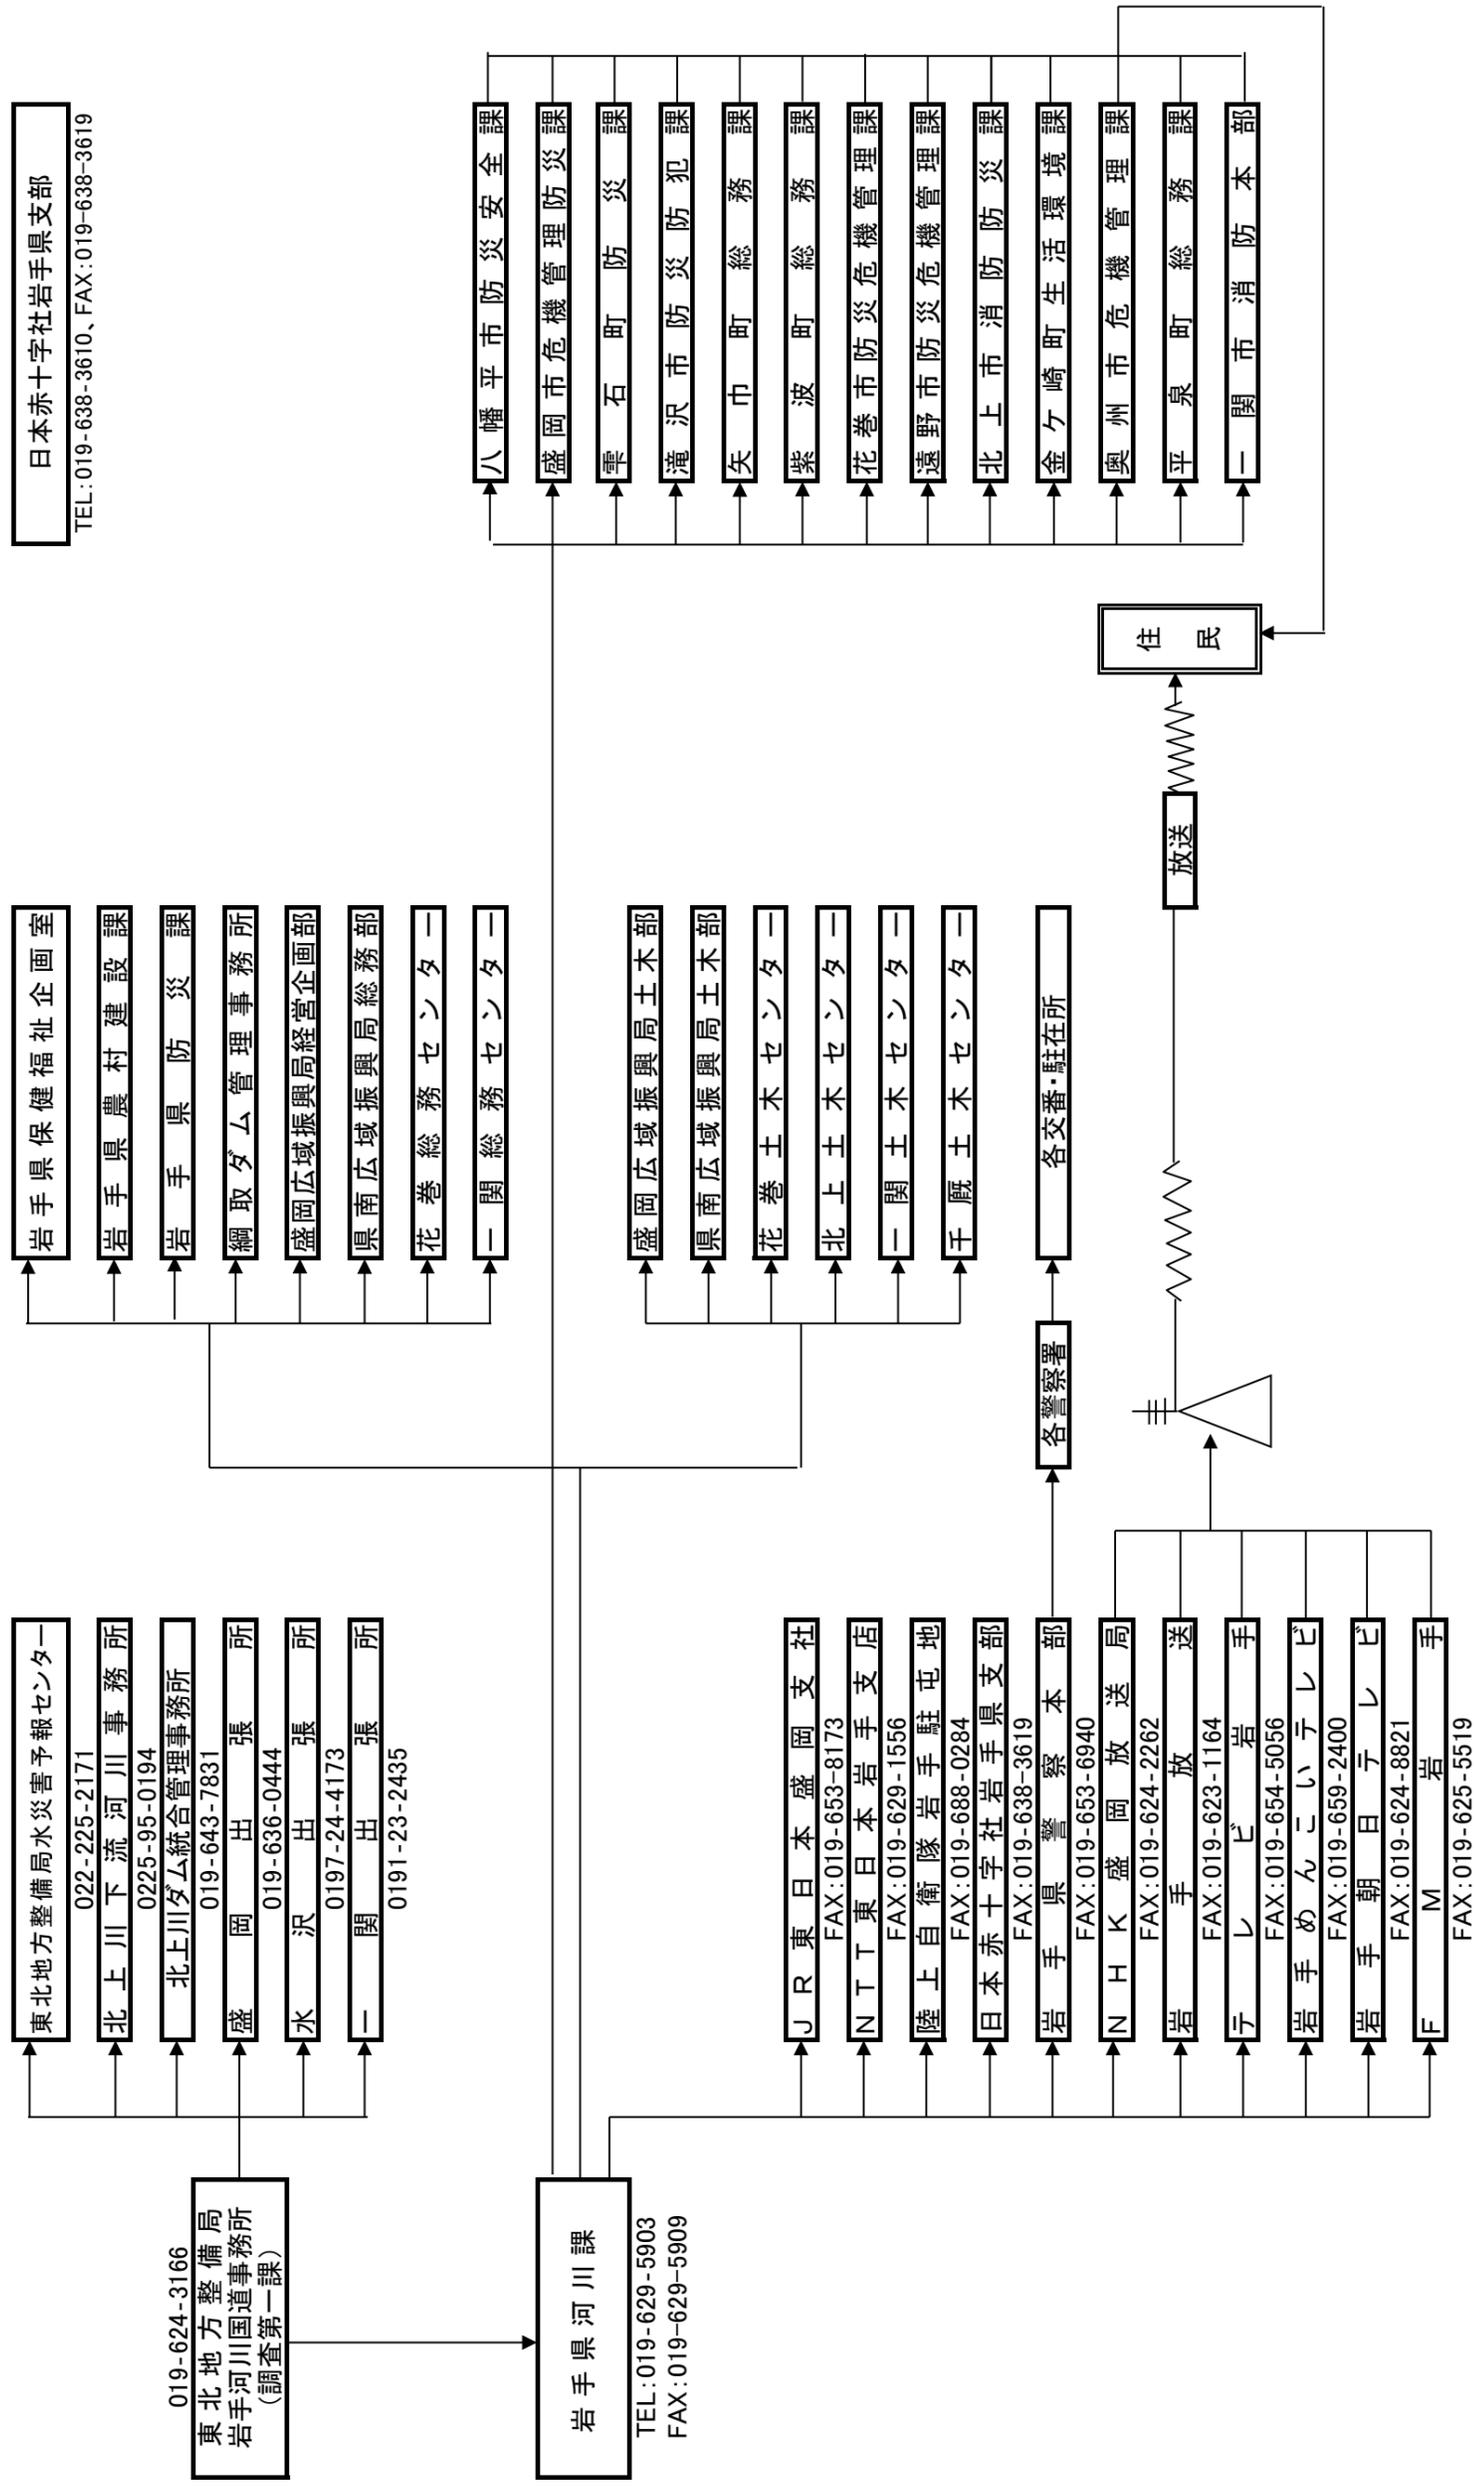 019-624-3166
東北地方整備局
岩手河川国道事務所
（調査第一課）
岩手県河川課
TEL:019-629-5903
FAX:019-629-5909
東北地方整備局水災害予報センター
022-225-2171
北上川下流河川事務所
0225-95-0194
北上川ダム統合管理事務所
019-643-7831
盛岡出張所
019-636-0444
水沢出張所
0197-24-4173
一関出張所
0191-23-2435
JR東日本盛岡支社
FAX:019-653-8173
NTT東日本岩手支店
FAX:019-629-1556
陸上自衛隊岩手駐屯地
FAX:019-688-0284
日本赤十字社岩手県支部
FAX:019-638-3619
岩手県警察本部
FAX:019-653-6940
NHK盛岡放送局
FAX:019-624-2262
岩手放送
FAX:019-623-1164
テレビ岩手
FAX:019-654-5056
岩手めんこいテレビ
FAX:019-659-2400
岩手朝日テレビ
FAX:019-624-8821
FM岩手
FAX:019-625-5519
各警察署
岩手県保健福祉企画室
岩手県農村建設課
岩手県防災課
綱取ダム管理事務所
盛岡広域振興局経営企画部
県南広域振興局総務部
花巻総務センター
一関総務センター
盛岡広域振興局土木部
県南広域振興局土木部
花巻土木センター
北上土木センター
一関土木センター
千厩土木センター
各交番・駐在所
放送
住民
日本赤十字社岩手県支部
TEL:019-638-3610、FAX:019-638-3619
八幡平市防災安全課
盛岡市危機管理防災課
雫石町防災課
滝沢市防災防犯課
矢巾町総務課
紫波町総務課
花巻市防災危機管理課
遠野市防災危機管理課
北上市消防防災課
金ケ崎町生活環境課
奥州市危機管理課
平泉町総務課
一関市消防本部